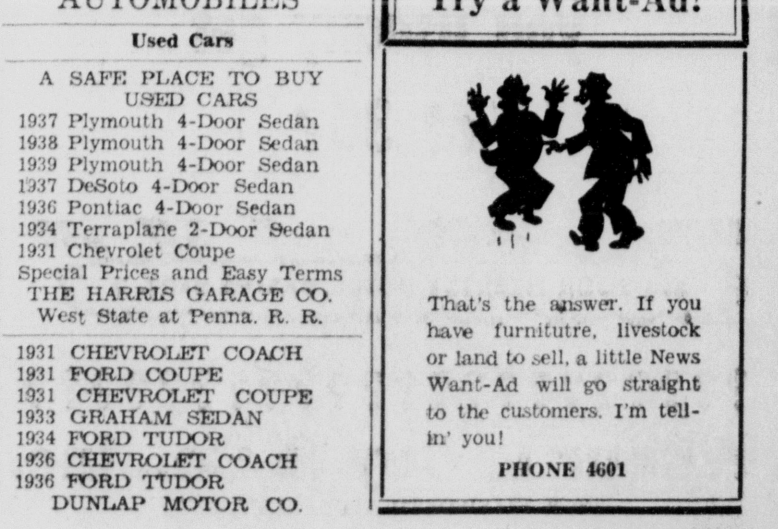 AUTOMOBILES
Used Cars
A SAFE PLACE TO BUY
USED CARS
1937 Plymouth 4-Door Sedan
1938 Plymouth 4-Door Sedan
1939 Plymouth 4-Door Sedan
1937 DeSoto 4-Door Sedan
1936 Pontiac 4-Door Sedan
1934 Terraplane 2-Door Sedan
1931 Chevrolet Coupe
Special Prices and Easy Terms
THE HARRIS GARAGE CO.
West State at Penna. R. R.
1931 CHEVROLET COACH
1931 FORD COUPE
1931 CHEVROLET COUPE
1933 GRAHAM SEDAN
1934 FORD TUDOR
1936 CHEVROLET COACH
1936 FORD TUDOR
DUNLAP MOTOR CO.
Try a Want-Ad!
That's the answer. If you
have furnitutre, livestock
or land to sell, a little News
Want-Ad will go straight
to the customers. I'm tell-
in' you!
PHONE 4601